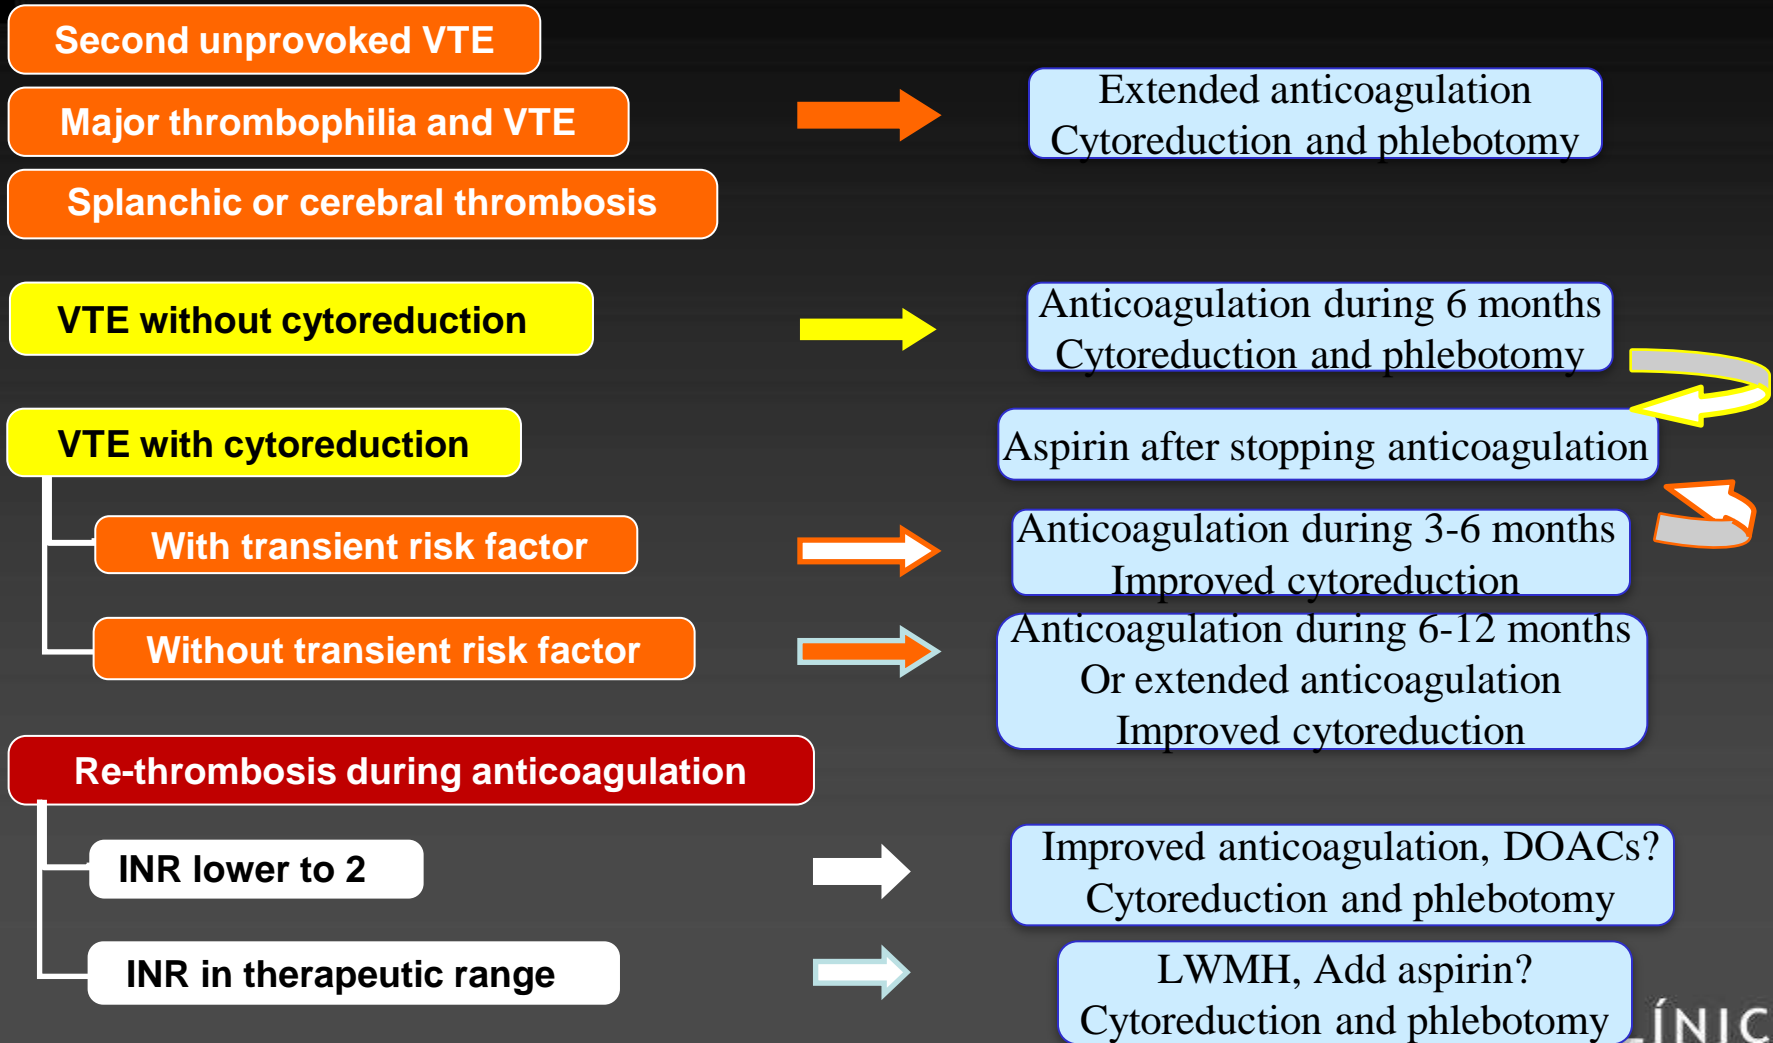 Second unprovoked VTE
Major thrombophilia and VTE
Splanchic or cerebral thrombosis
Extended anticoagulation
Cytoreduction and phlebotomy
VTE without cytoreduction
Anticoagulation during 6 months
Cytoreduction and phlebotomy
VTE with cytoreduction
Aspirin after stopping anticoagulation
With transient risk factor
Anticoagulation during 3-6 months
Improved cytoreduction
Without transient risk factor
Anticoagulation during 6-12 months
Or extended anticoagulation
Improved cytoreduction
Re-thrombosis during anticoagulation
INR lower to 2
Improved anticoagulation, DOACs?
Cytoreduction and phlebotomy
INR in therapeutic range
LWMH, Add aspirin?
Cytoreduction and phlebotomy